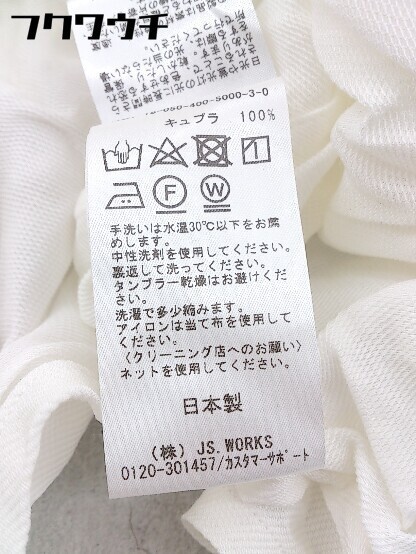 フクワウチ
050-400-5000-3-0
キュプラ 100%
手洗いは水温30℃以下をお薦
めします。
中性洗剤を使用してください。
裏返して洗ってください。
タンブラー乾燥はお避けくださ
い。
洗濯で多少縮みます。
アイロンは当て布を使用して
ください。
〈クリーニング店へのお願い〉
ネットを使用してください。
日本製
(株) JS.WORKS
0120-301457/カスタマーサポート